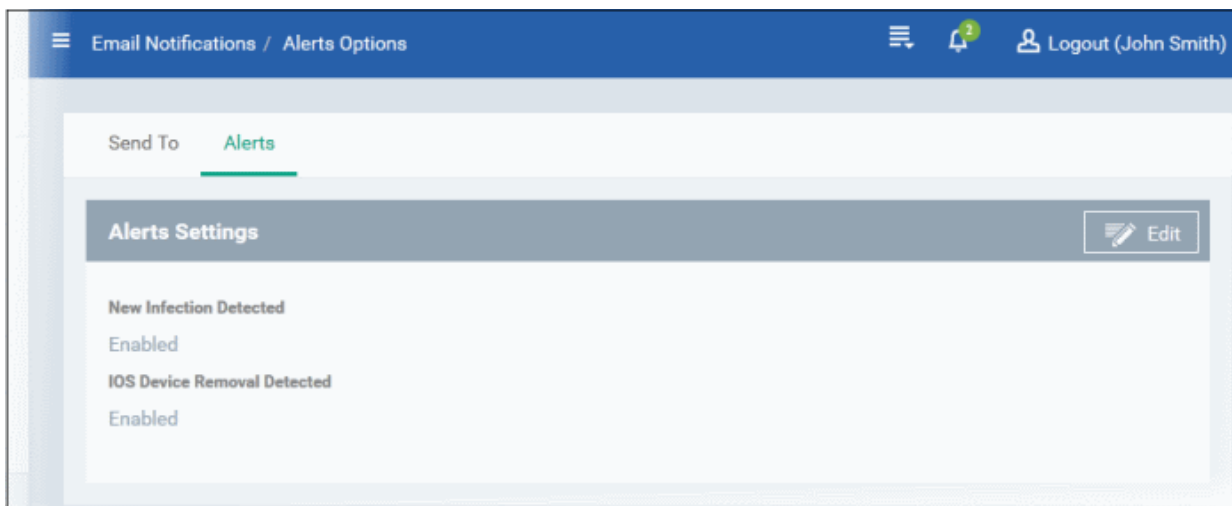 Email Notifications / Alerts Options
2
Logout (John Smith)
Send To Alerts
Alerts Settings
Edit
New Infection Detected
Enabled
IOS Device Removal Detected
Enabled